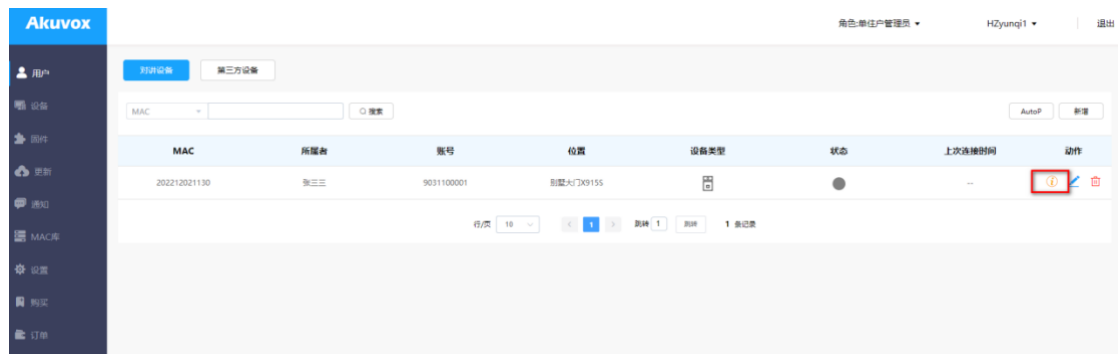 Akuvox
角色:单住户管理员
HZyunqi1
退出
用户
设备
固件
更新
通知
MAC库
设置
购买
订单
对讲设备
第三方设备
MAC
搜索
AutoP
新增
MAC 所属者 账号 位置 设备类型 状态 上次连接时间 动作
202212021130 张三三 9031100001 别墅大门X915S --
行/页 10 < 1 > 跳转 1 跳转 1 条记录